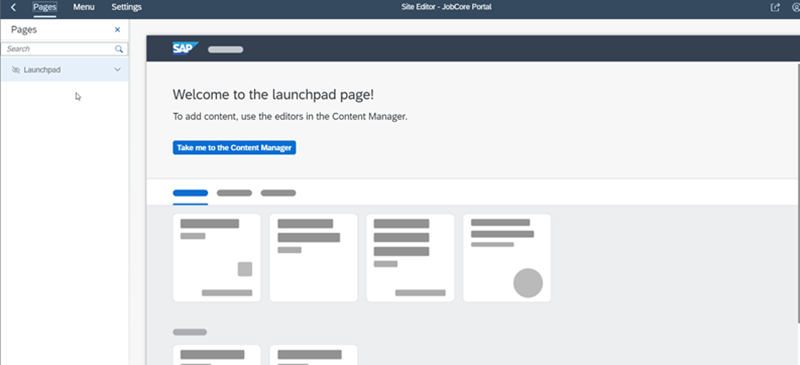 Pages Menu Settings Site Editor - JobCore Portal
Pages
Search
Launchpad
SAP
Welcome to the launchpad page!
To add content, use the editors in the Content Manager.
Take me to the Content Manager